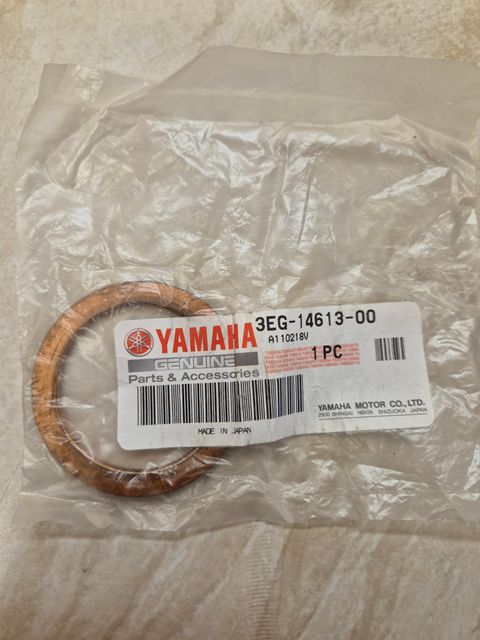 YAMAHA
GENUINE
Parts & Accessories
3EG-14613-00
A110218V
1 PC
YAMAHA MOTOR CO., LTD.
2500 SHINGAI IWATA SHIZUOKA JAPAN
MADE IN JAPAN